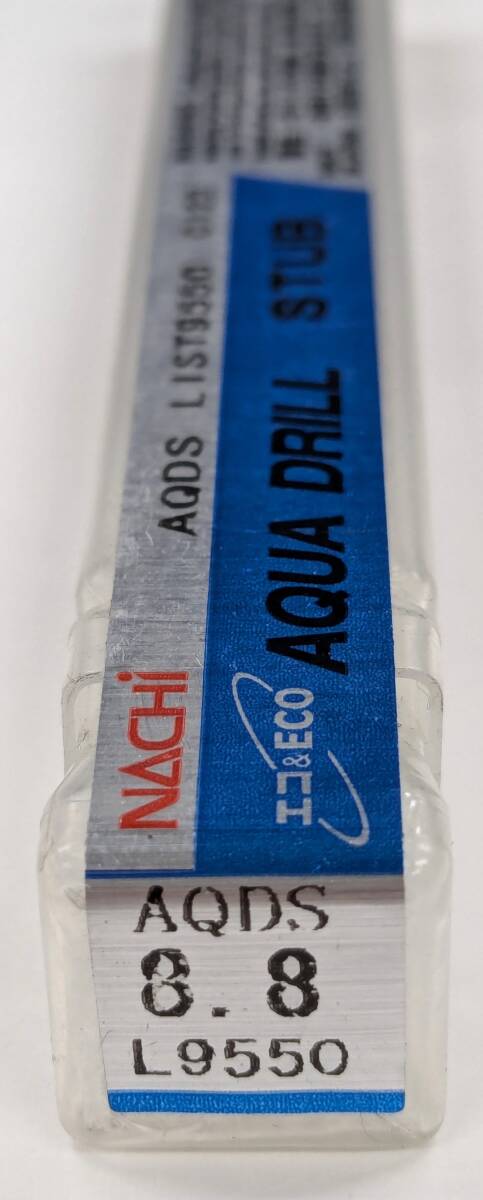 AQUA DRILL STUB
エコ&ECO
AQDS LIST9550
NACHi
AQDS
8.8
L9550